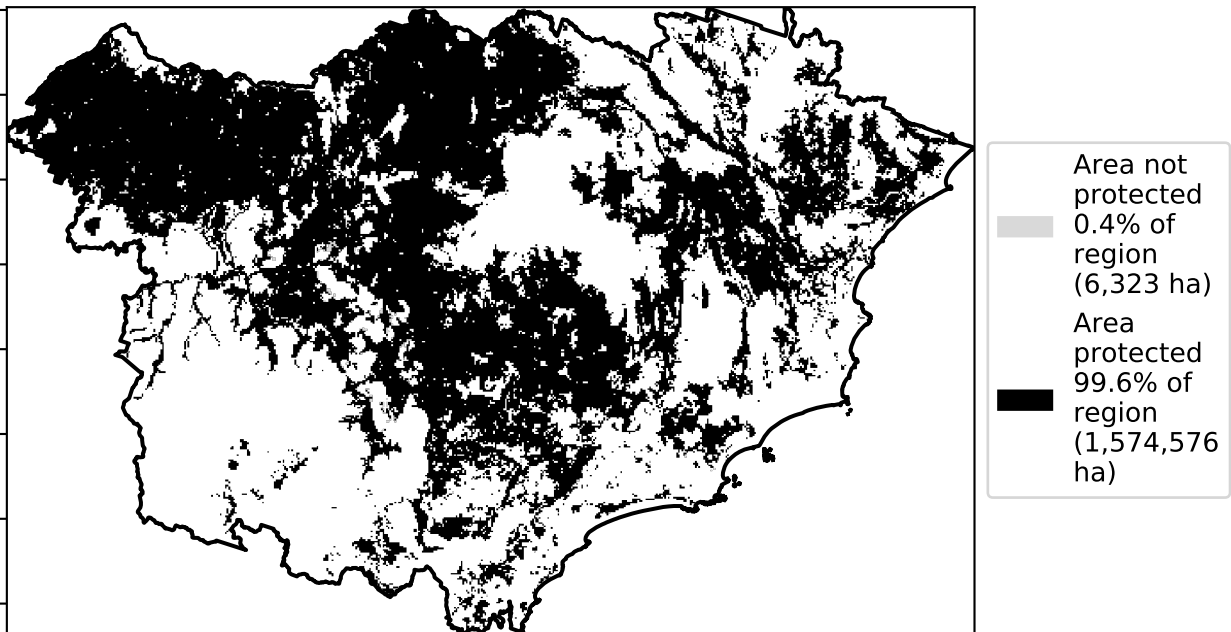 Area not
protected
0.4% of
region
(6,323 ha)
Area
protected
99.6% of
region
(1,574,576
ha)